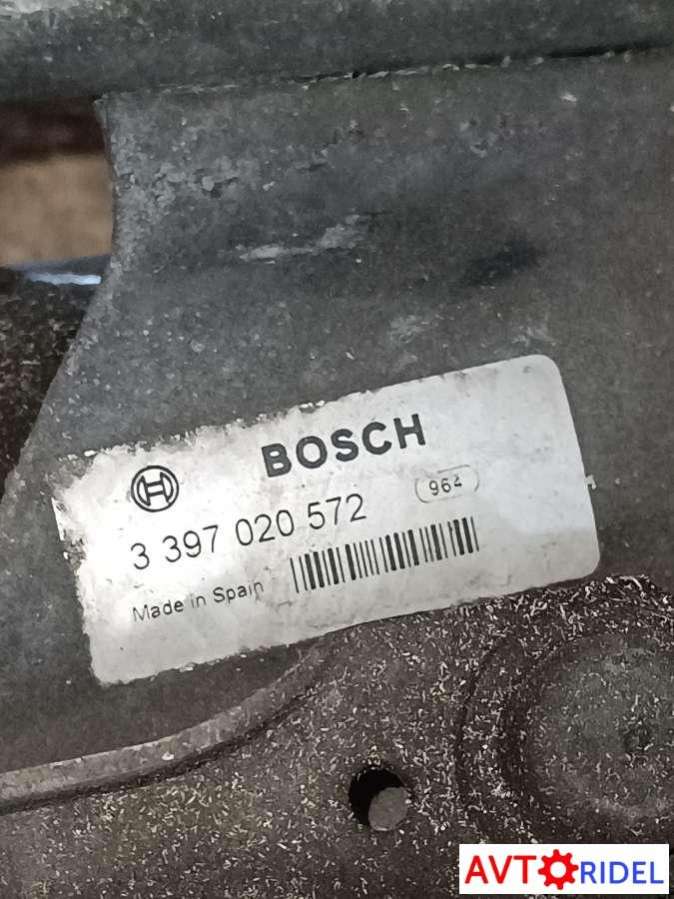 BOSCH
3 397 020 572
964
Made in Spain
AVTORIDEL